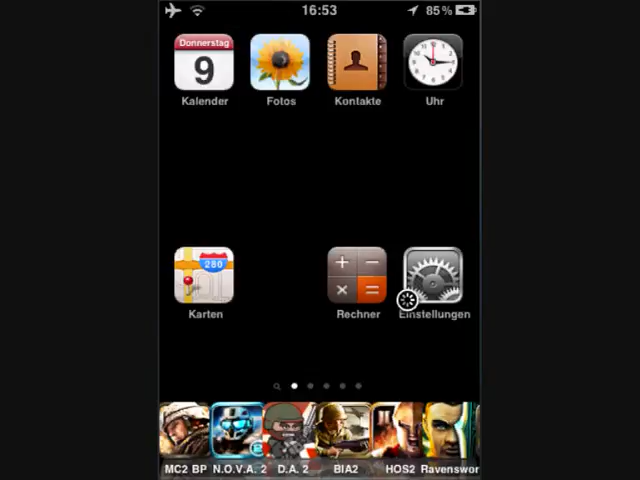 16:53 85%
Donnerstag
9
Kalender Fotos Kontakte Uhr
280
Karten Rechner Einstellungen
MC2 BP N.O.V.A. 2 D.A. 2 BIA2 HOS2 Ravenswor